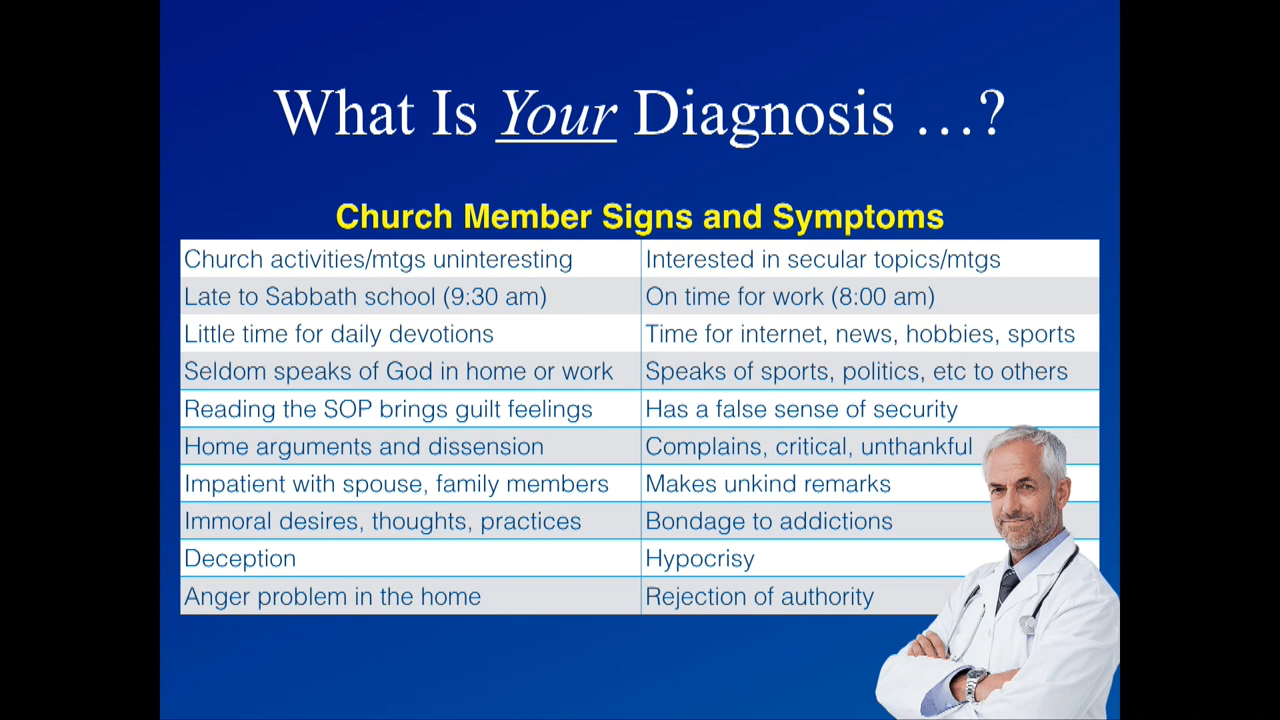 What Is Your Diagnosis ...?
Church Member Signs and Symptoms
Church activities/mtgs uninteresting Interested in secular topics/mtgs
Late to Sabbath school (9:30 am) On time for work (8:00 am)
Little time for daily devotions Time for internet, news, hobbies, sports
Seldom speaks of God in home or work Speaks of sports, politics, etc to others
Reading the SOP brings guilt feelings Has a false sense of security
Home arguments and dissension Complains, critical, unthankful
Impatient with spouse, family members Makes unkind remarks
Immoral desires, thoughts, practices Bondage to addictions
Deception Hypocrisy
Anger problem in the home Rejection of authority